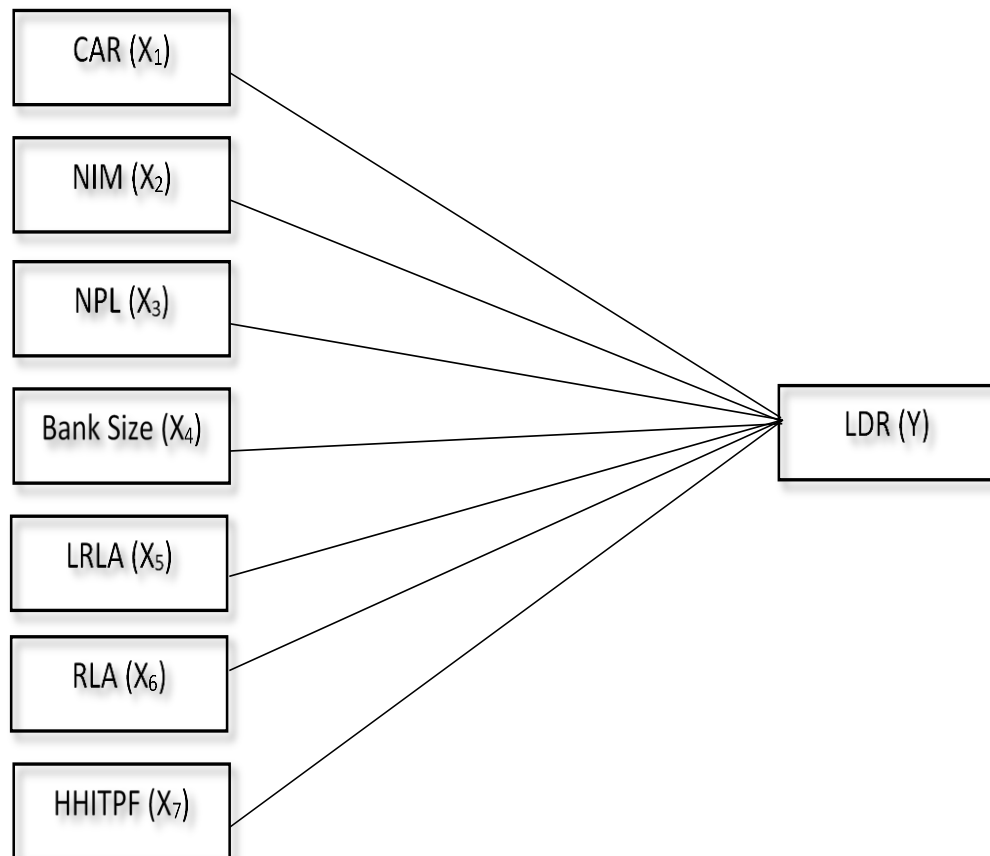 CAR (X₁)
NIM (X₂)
NPL (X₃)
Bank Size (X₄)
LDR (Y)
LRLA (X₅)
RLA (X₆)
HHITPF (X₇)